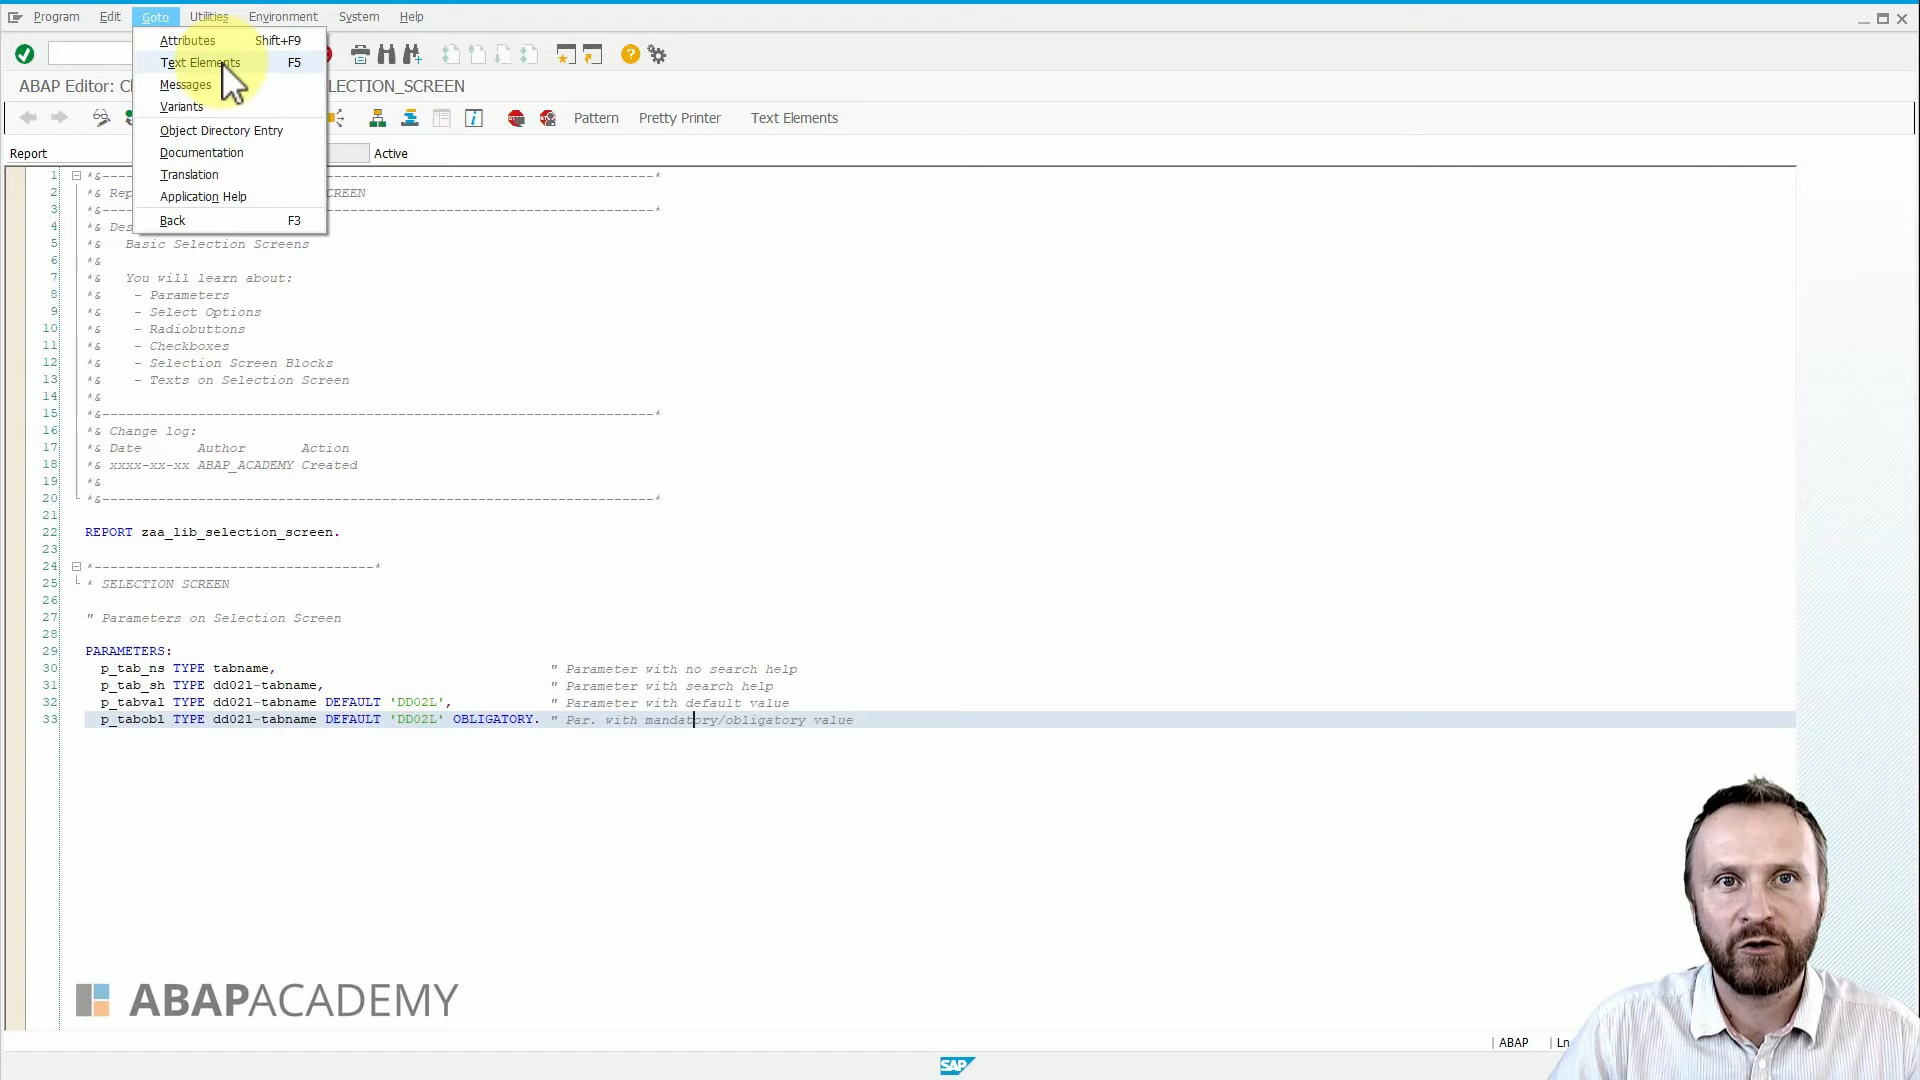 Program Edit Goto Utilities Environment System Help
Attributes Shift+F9
Text Elements F5
Messages
Variants
Object Directory Entry
Documentation
Translation
Application Help
Back F3
ABAP Editor: C LECTION_SCREEN
Pattern Pretty Printer Text Elements
Report Active
1 *&---------------------------------------------------------------------*
2 *& Rep CREEN
3 *&---------------------------------------------------------------------*
4 *& Des
5 *& Basic Selection Screens
6 *&
7 *& You will learn about:
8 *& - Parameters
9 *& - Select Options
10 *& - Radiobuttons
11 *& - Checkboxes
12 *& - Selection Screen Blocks
13 *& - Texts on Selection Screen
14 *&
15 *&---------------------------------------------------------------------*
16 *& Change log:
17 *& Date Author Action
18 *& xxxx-xx-xx ABAP_ACADEMY Created
19 *&
20 *&---------------------------------------------------------------------*
21
22 REPORT zaa_lib_selection_screen.
23
24 *-----------------------------------*
25 * SELECTION SCREEN
26
27 " Parameters on Selection Screen
28
29 PARAMETERS:
30 p_tab_ns TYPE tabname, " Parameter with no search help
31 p_tab_sh TYPE dd02l-tabname, " Parameter with search help
32 p_tabval TYPE dd02l-tabname DEFAULT 'DD02L', " Parameter with default value
33 p_tabobl TYPE dd02l-tabname DEFAULT 'DD02L' OBLIGATORY. " Par. with mandatory/obligatory value
ABAPACADEMY
ABAP Ln
SAP